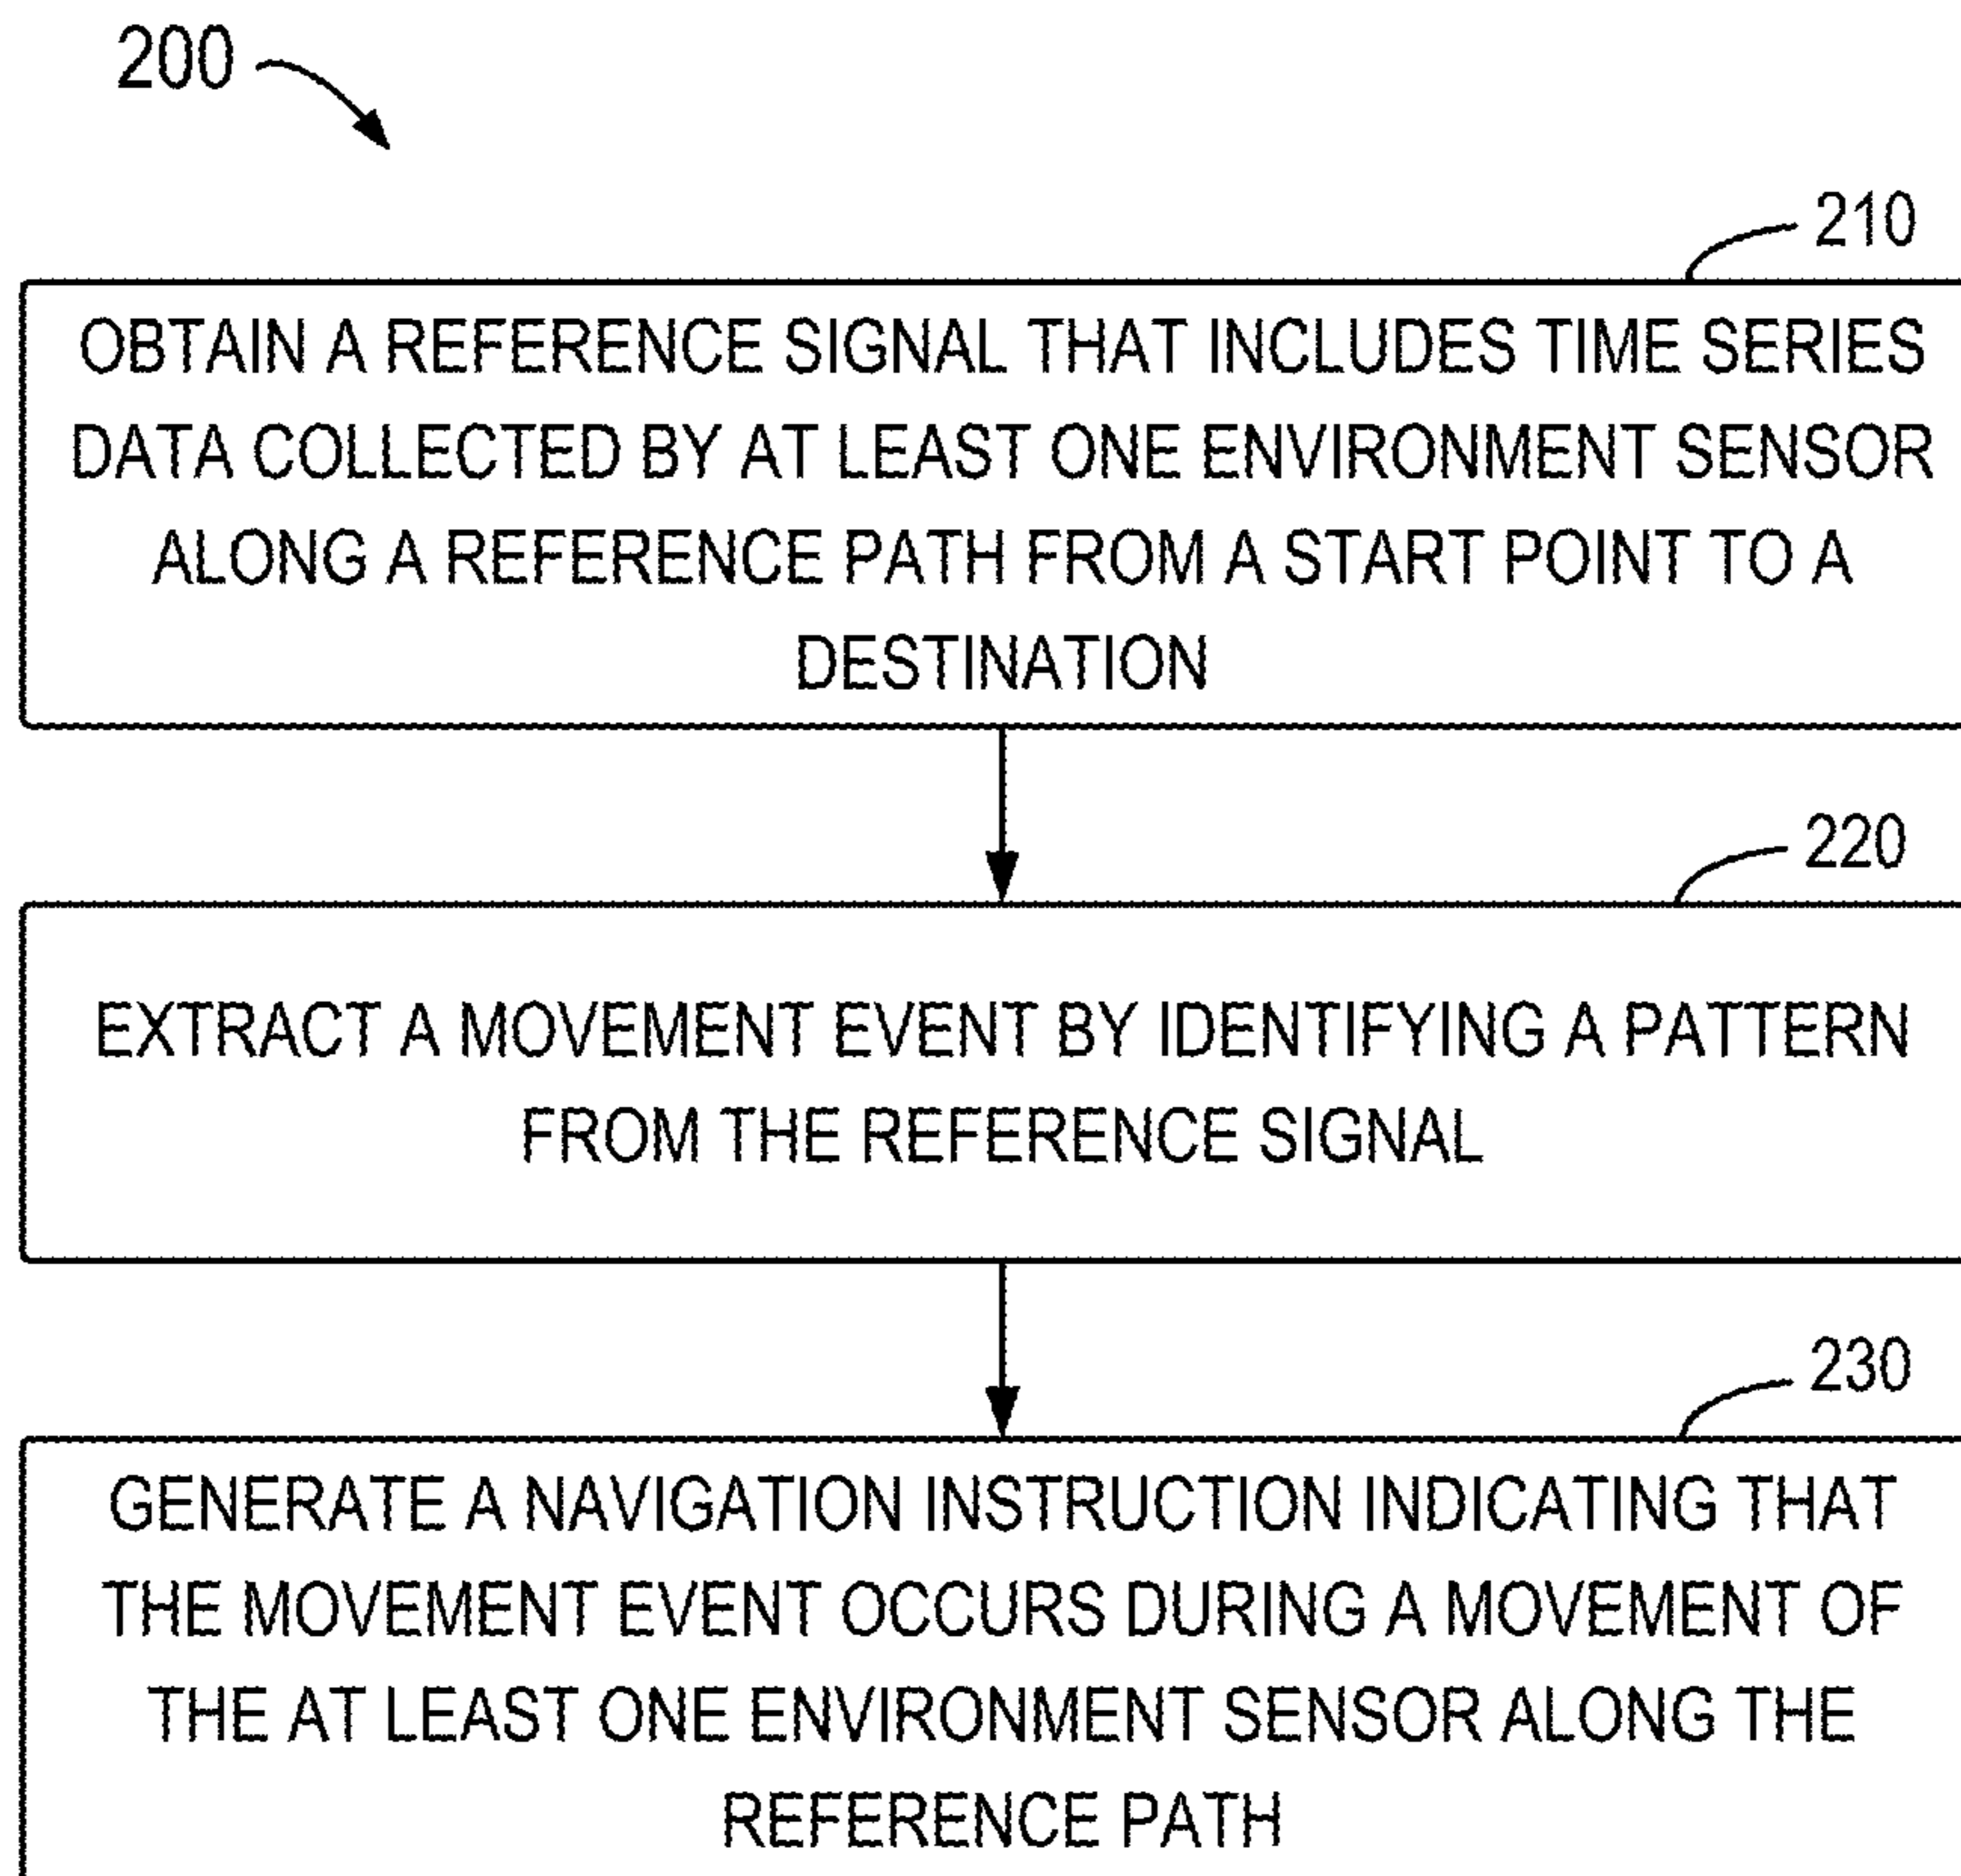 200
210
OBTAIN A REFERENCE SIGNAL THAT INCLUDES TIME SERIES
DATA COLLECTED BY AT LEAST ONE ENVIRONMENT SENSOR
ALONG A REFERENCE PATH FROM A START POINT TO A
DESTINATION
220
EXTRACT A MOVEMENT EVENT BY IDENTIFYING A PATTERN
FROM THE REFERENCE SIGNAL
230
GENERATE A NAVIGATION INSTRUCTION INDICATING THAT
THE MOVEMENT EVENT OCCURS DURING A MOVEMENT OF
THE AT LEAST ONE ENVIRONMENT SENSOR ALONG THE
REFERENCE PATH